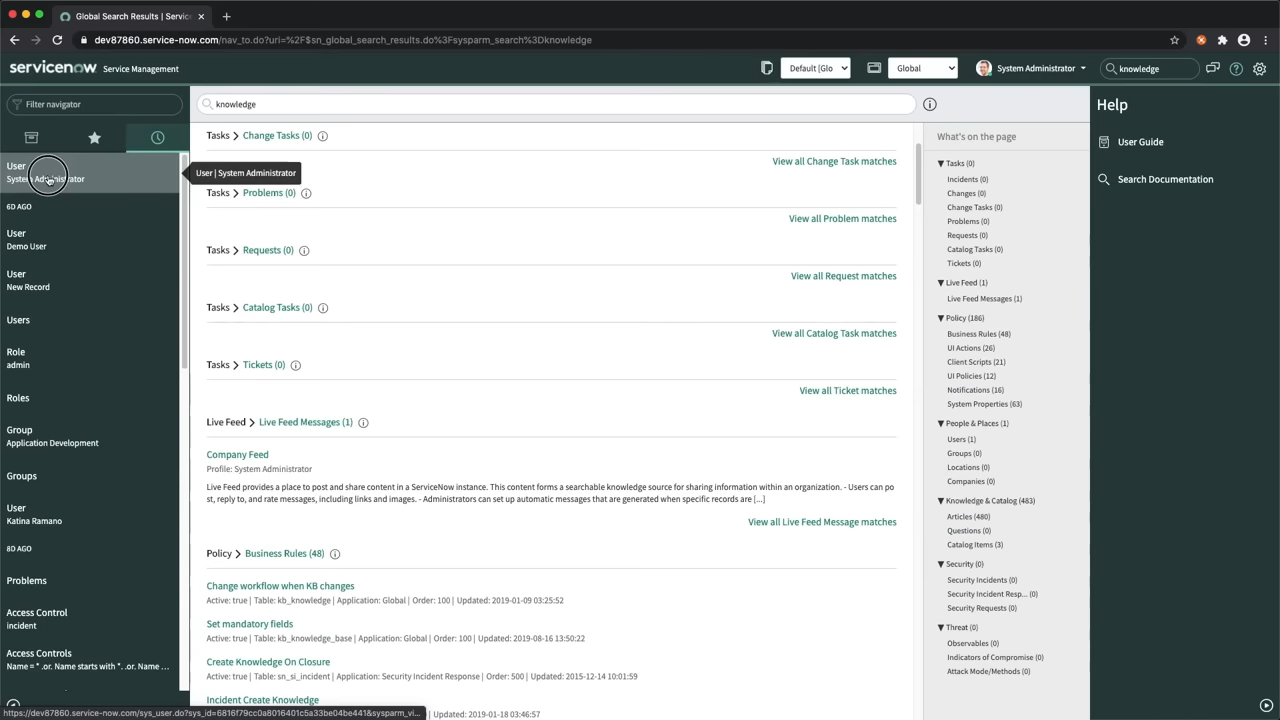 Global Search Results | Servic
dev87860.service-now.com/nav_to.do?uri=%2F$sn_global_search_results.do%3Fsysparm_search%3Dknowledge
servicenow Service Management
Default [Glo
Global
System Administrator
knowledge
Filter navigator
User
System Administrator
6D AGO
User
Demo User
User
New Record
Users
Role
admin
Roles
Group
Application Development
Groups
User
Katina Ramano
8D AGO
Problems
Access Control
incident
Access Controls
Name = * .or. Name starts with *. .or. Name ...
User | System Administrator
knowledge
Tasks > Change Tasks (0)
View all Change Task matches
Tasks > Problems (0)
View all Problem matches
Tasks > Requests (0)
View all Request matches
Tasks > Catalog Tasks (0)
View all Catalog Task matches
Tasks > Tickets (0)
View all Ticket matches
Live Feed > Live Feed Messages (1)
Company Feed
Profile: System Administrator
Live Feed provides a place to post and share content in a ServiceNow instance. This content forms a searchable knowledge source for sharing information within an organization. - Users can po
st, reply to, and rate messages, including links and images. - Administrators can set up automatic messages that are generated when specific records are [...]
View all Live Feed Message matches
Policy > Business Rules (48)
Change workflow when KB changes
Active: true | Table: kb_knowledge | Application: Global | Order: 100 | Updated: 2019-01-09 03:25:52
Set mandatory fields
Active: true | Table: kb_knowledge_base | Application: Global | Order: 100 | Updated: 2019-08-16 13:50:22
Create Knowledge On Closure
Active: true | Table: sn_si_incident | Application: Security Incident Response | Order: 500 | Updated: 2015-12-14 10:01:59
Incident Create Knowledge
| Updated: 2019-01-18 03:46:57
What's on the page
Tasks (0)
Incidents (0)
Changes (0)
Change Tasks (0)
Problems (0)
Requests (0)
Catalog Tasks (0)
Tickets (0)
Live Feed (1)
Live Feed Messages (1)
Policy (186)
Business Rules (48)
UI Actions (26)
Client Scripts (21)
UI Policies (12)
Notifications (16)
System Properties (63)
People & Places (1)
Users (1)
Groups (0)
Locations (0)
Companies (0)
Knowledge & Catalog (483)
Articles (480)
Questions (0)
Catalog Items (3)
Security (0)
Security Incidents (0)
Security Incident Resp... (0)
Security Requests (0)
Threat (0)
Observables (0)
Indicators of Compromise (0)
Attack Mode/Methods (0)
Help
User Guide
Search Documentation
https://dev87860.service-now.com/sys_user.do?sys_id=6816f79cc0a8016401c5a33be04be441&sysparm_vi...